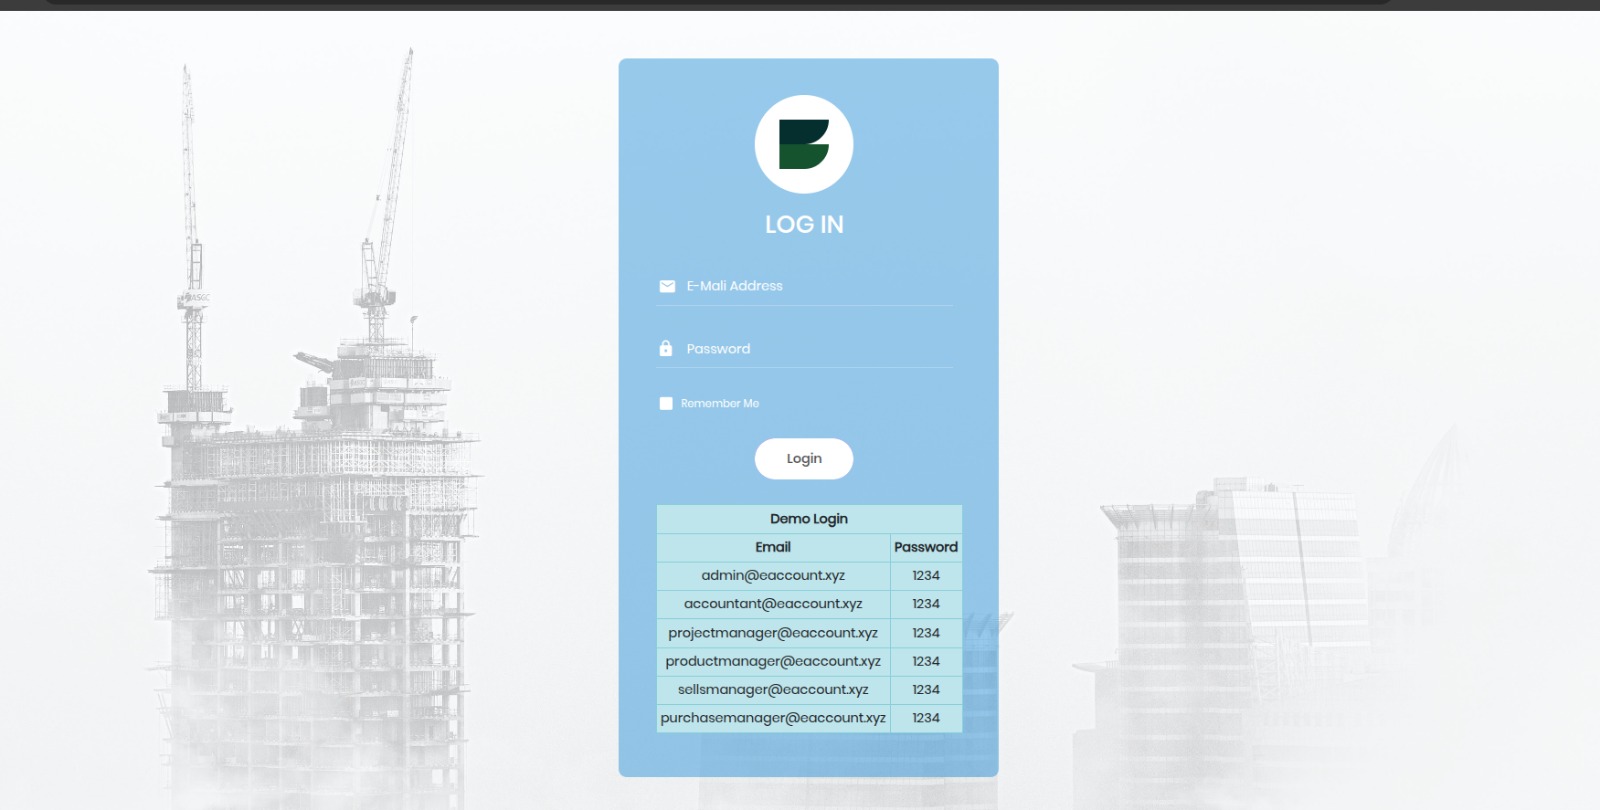 LOG IN
E-Mali Address
Password
Remember Me
Login
Demo Login
Email Password
admin@eaccount.xyz 1234
accountant@eaccount.xyz 1234
projectmanager@eaccount.xyz 1234
productmanager@eaccount.xyz 1234
sellsmanager@eaccount.xyz 1234
purchasemanager@eaccount.xyz 1234